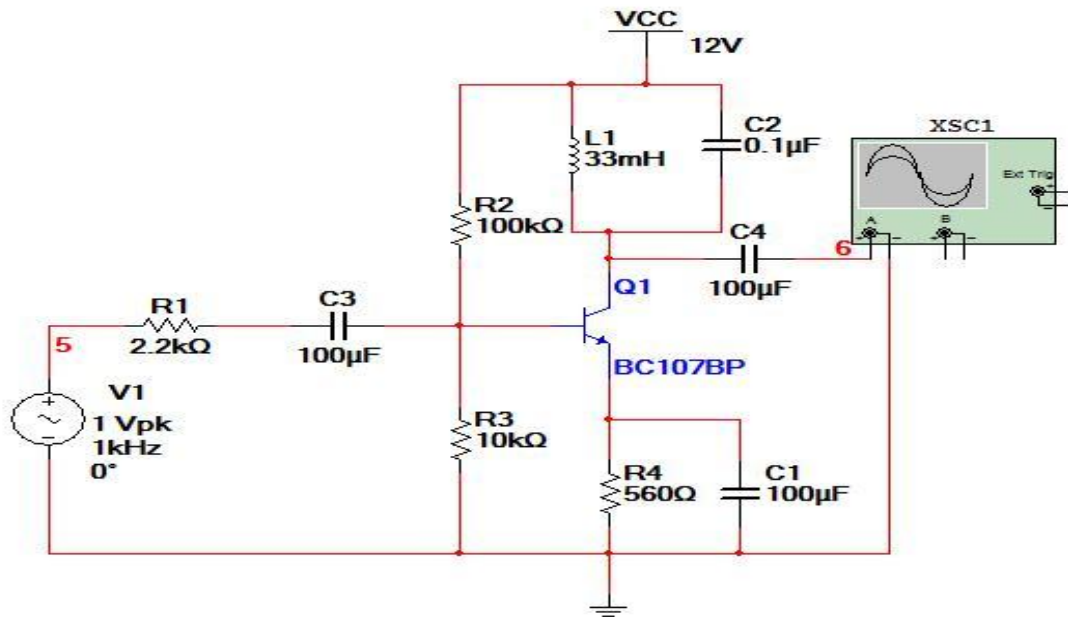 VCC
12V
L1
33mH
C2
0.1µF
XSC1
Ext Trig
+
−
A
B
+ −
+ −
R2
100kΩ
C4
100µF
6
Q1
BC107BP
R1
2.2kΩ
C3
100µF
5
V1
1 Vpk
1kHz
0°
R3
10kΩ
R4
560Ω
C1
100µF